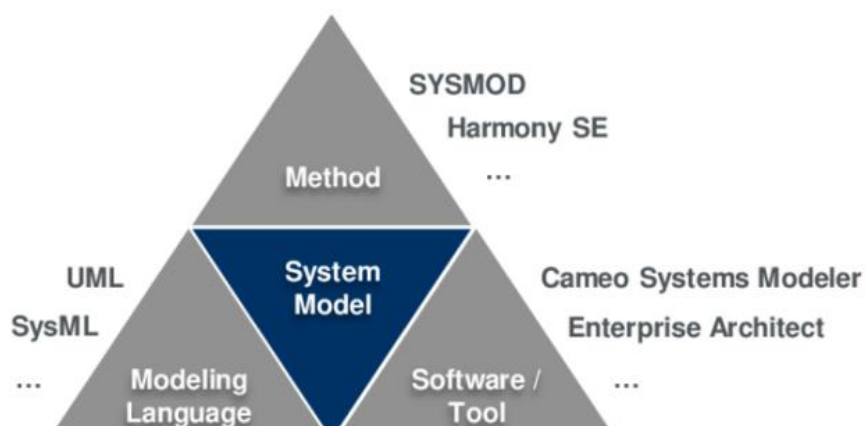 SYSMOD
Harmony SE
...
Method
UML
SysML
...
System
Model
Cameo Systems Modeler
Enterprise Architect
...
Modeling
Language
Software /
Tool